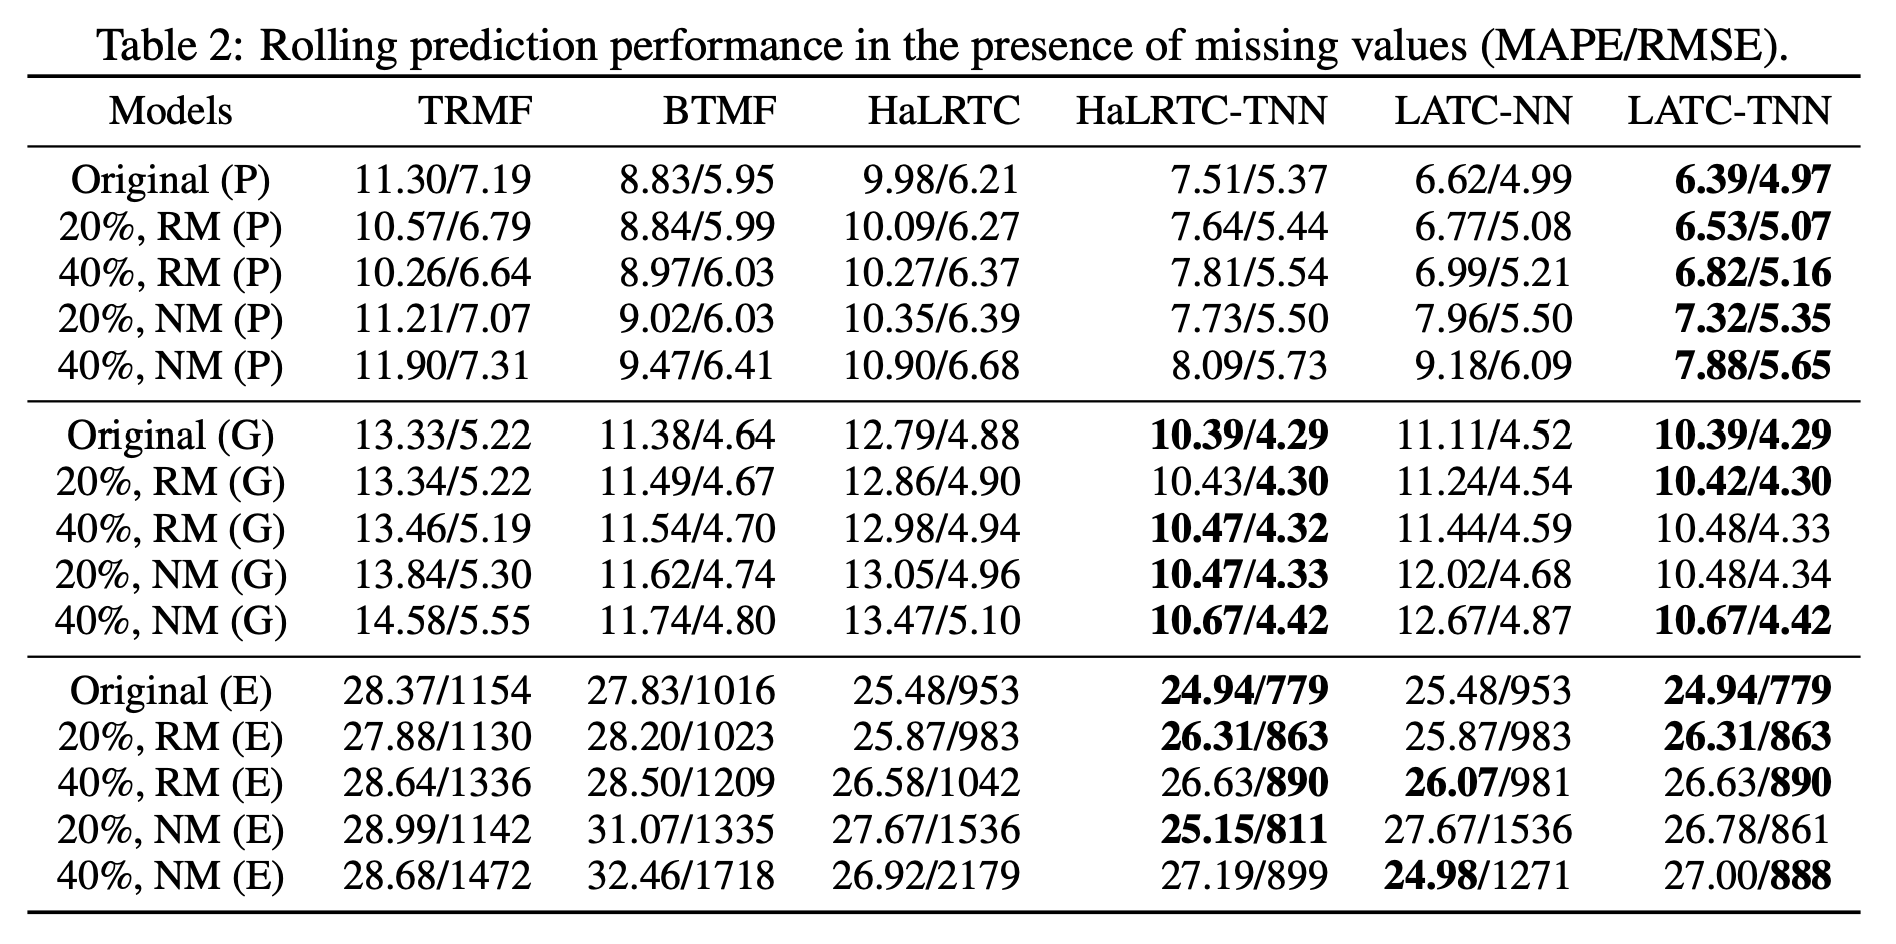 Table 2: Rolling prediction performance in the presence of missing values (MAPE/RMSE).
Models TRMF BTMF HaLRTC HaLRTC-TNN LATC-NN LATC-TNN
Original (P) 11.30/7.19 8.83/5.95 9.98/6.21 7.51/5.37 6.62/4.99 6.39/4.97
20%, RM (P) 10.57/6.79 8.84/5.99 10.09/6.27 7.64/5.44 6.77/5.08 6.53/5.07
40%, RM (P) 10.26/6.64 8.97/6.03 10.27/6.37 7.81/5.54 6.99/5.21 6.82/5.16
20%, NM (P) 11.21/7.07 9.02/6.03 10.35/6.39 7.73/5.50 7.96/5.50 7.32/5.35
40%, NM (P) 11.90/7.31 9.47/6.41 10.90/6.68 8.09/5.73 9.18/6.09 7.88/5.65
Original (G) 13.33/5.22 11.38/4.64 12.79/4.88 10.39/4.29 11.11/4.52 10.39/4.29
20%, RM (G) 13.34/5.22 11.49/4.67 12.86/4.90 10.43/4.30 11.24/4.54 10.42/4.30
40%, RM (G) 13.46/5.19 11.54/4.70 12.98/4.94 10.47/4.32 11.44/4.59 10.48/4.33
20%, NM (G) 13.84/5.30 11.62/4.74 13.05/4.96 10.47/4.33 12.02/4.68 10.48/4.34
40%, NM (G) 14.58/5.55 11.74/4.80 13.47/5.10 10.67/4.42 12.67/4.87 10.67/4.42
Original (E) 28.37/1154 27.83/1016 25.48/953 24.94/779 25.48/953 24.94/779
20%, RM (E) 27.88/1130 28.20/1023 25.87/983 26.31/863 25.87/983 26.31/863
40%, RM (E) 28.64/1336 28.50/1209 26.58/1042 26.63/890 26.07/981 26.63/890
20%, NM (E) 28.99/1142 31.07/1335 27.67/1536 25.15/811 27.67/1536 26.78/861
40%, NM (E) 28.68/1472 32.46/1718 26.92/2179 27.19/899 24.98/1271 27.00/888